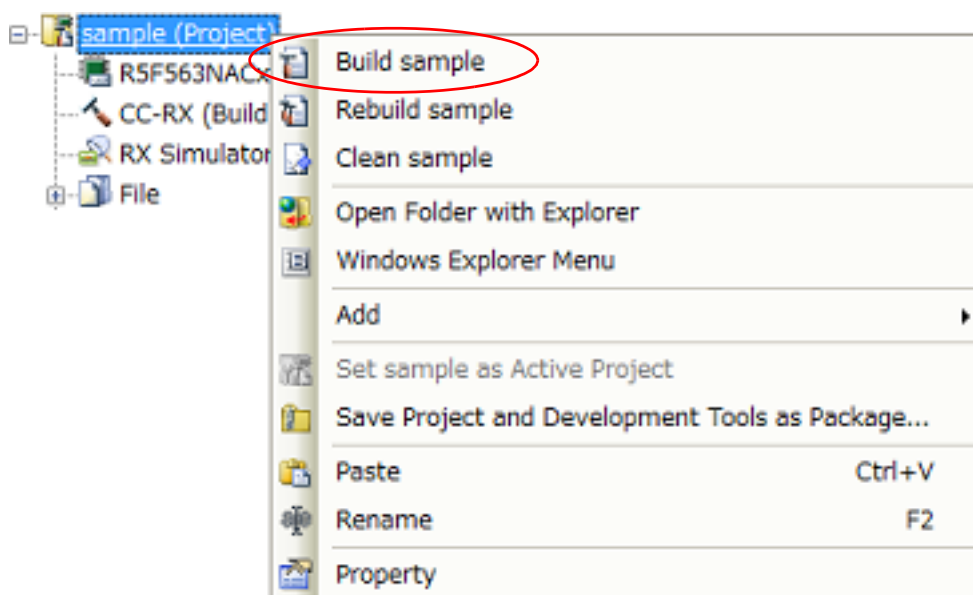 sample (Project)
R5F563NACx
CC-RX (Build
RX Simulator
File
Build sample
Rebuild sample
Clean sample
Open Folder with Explorer
Windows Explorer Menu
Add
Set sample as Active Project
Save Project and Development Tools as Package...
Paste Ctrl+V
Rename F2
Property